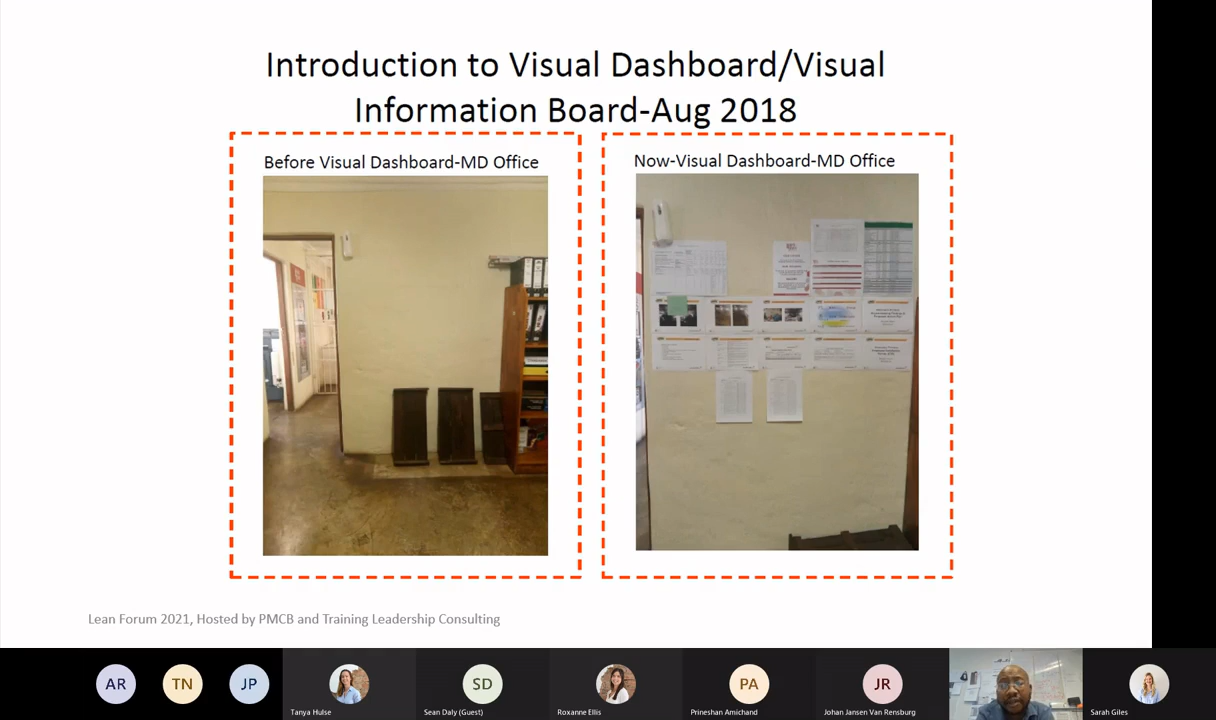 Introduction to Visual Dashboard/Visual
Information Board-Aug 2018
Before Visual Dashboard-MD Office
Now-Visual Dashboard-MD Office
Lean Forum 2021, Hosted by PMCB and Training Leadership Consulting
AR
TN
JP
SD
PA
JR
Tanya Hulse
Sean Daly (Guest)
Roxanne Ellis
Prineshan Amichand
Johan Jansen Van Rensburg
Sarah Giles